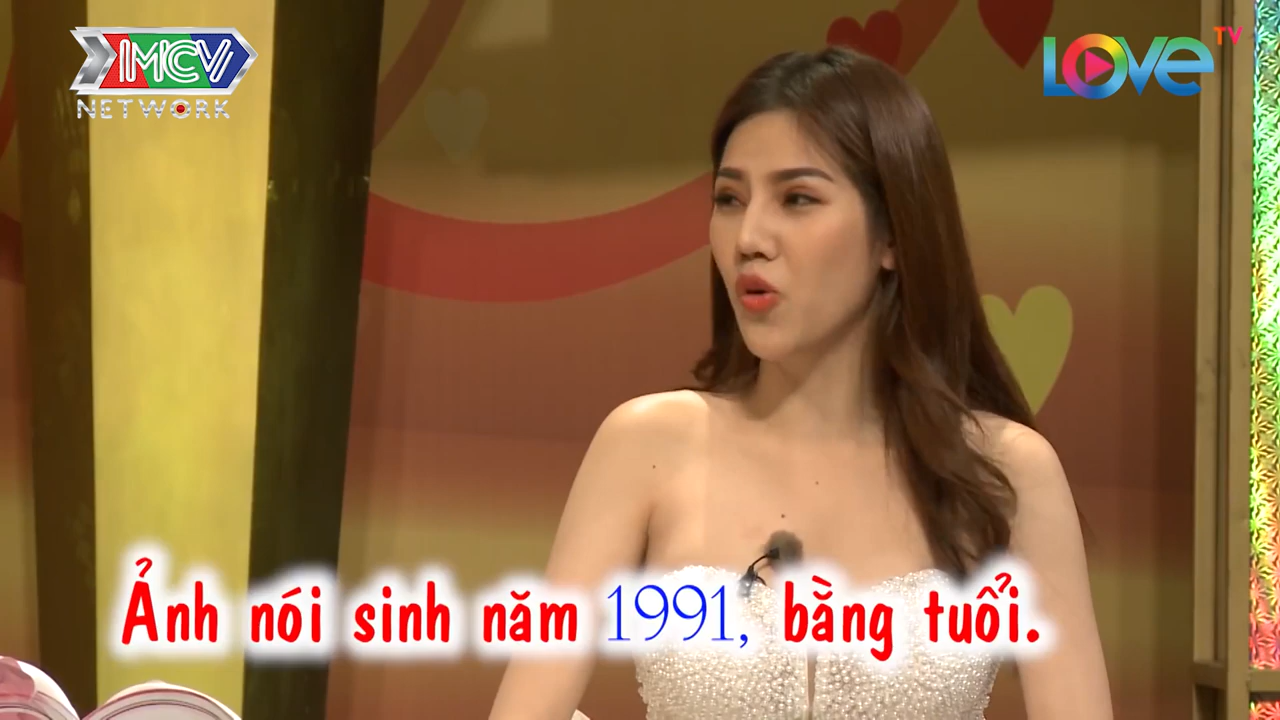 MCV
NETWORK
LOVE TV
Ảnh nói sinh năm 1991, bằng tuổi.